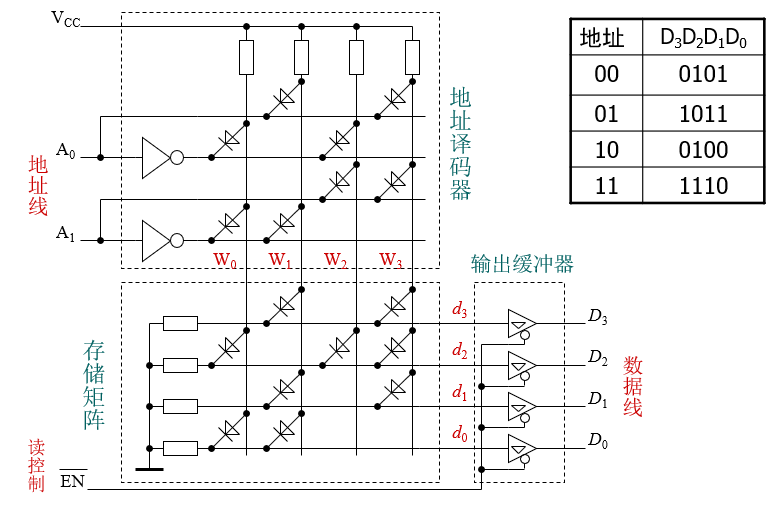 V_CC
地址 D₃D₂D₁D₀
00 0101
01 1011
10 0100
11 1110
地址译码器
地址线
A₀
A₁
W₀ W₁ W₂ W₃
输出缓冲器
存储矩阵
d₃ D₃
d₂ D₂
d₁ D₁
d₀ D₀
数据线
读控制
E̅N̅